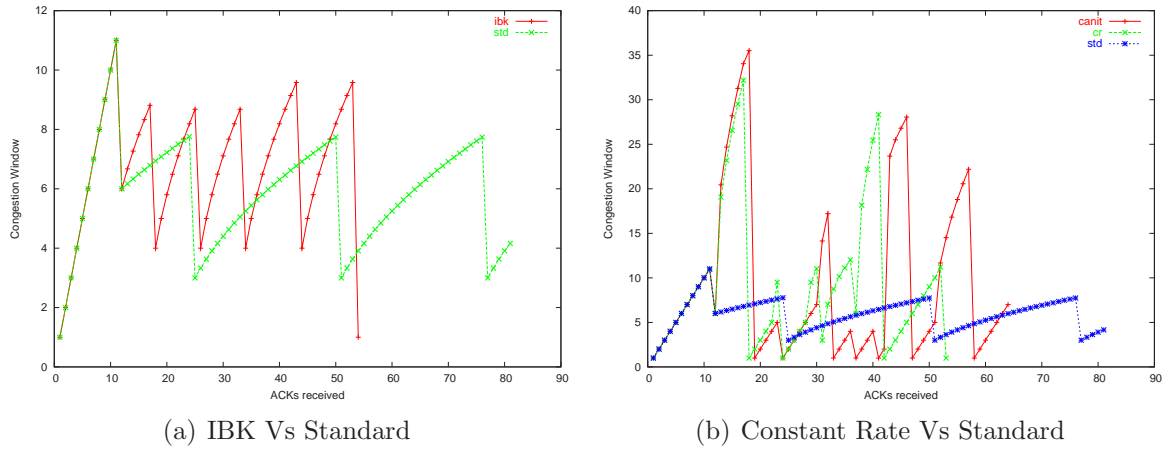 12
10
8
6
4
2
0
Congestion Window
0 10 20 30 40 50 60 70 80 90
ACKs received
ibk
std
(a) IBK Vs Standard
40
35
30
25
20
15
10
5
0
Congestion Window
0 10 20 30 40 50 60 70 80 90
ACKs received
canit
cr
std
(b) Constant Rate Vs Standard